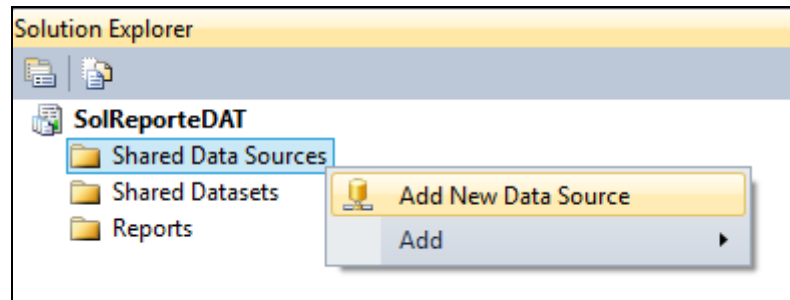 Solution Explorer
SolReporteDAT
Shared Data Sources
Shared Datasets
Reports
Add New Data Source
Add